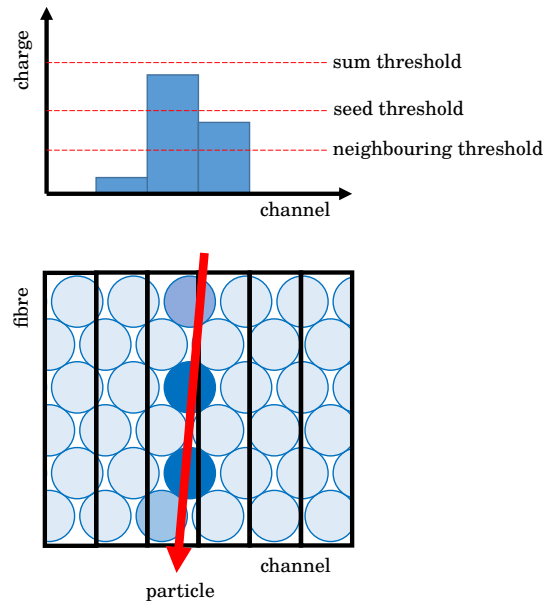 charge
sum threshold
seed threshold
neighbouring threshold
channel
fibre
channel
particle